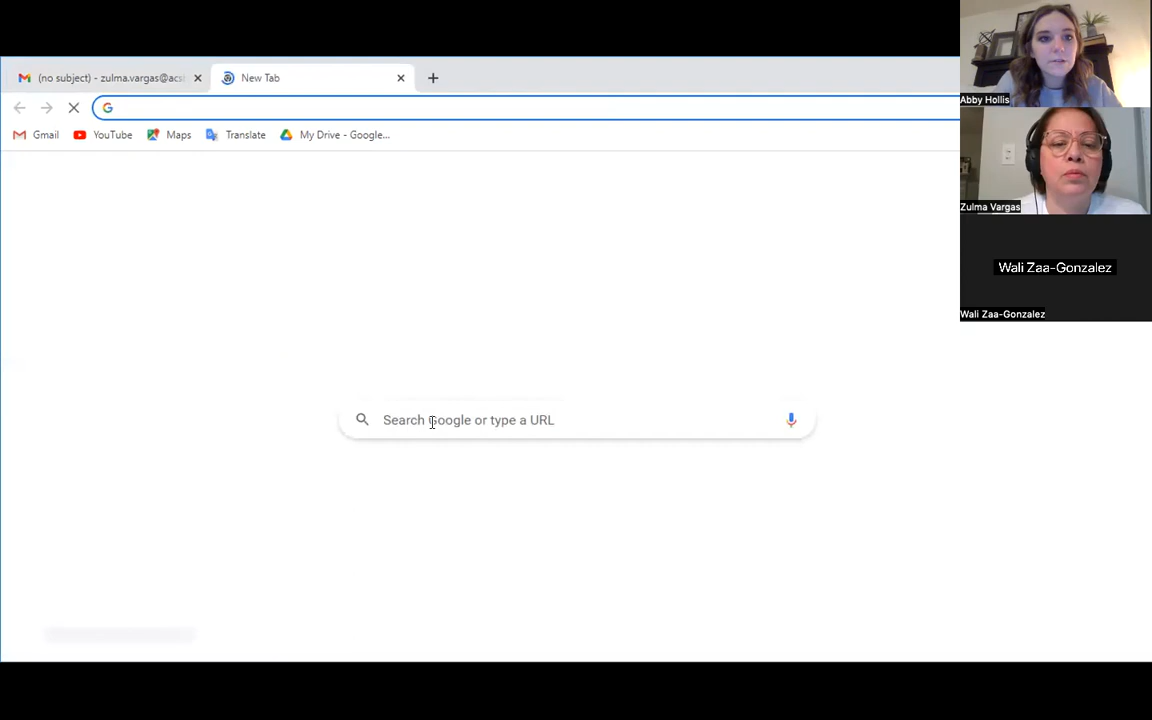 (no subject) - zulma.vargas@acs
New Tab
Gmail
YouTube
Maps
Translate
My Drive - Google...
Search Google or type a URL
Abby Hollis
Zulma Vargas
Wali Zaa-Gonzalez
Wali Zaa-Gonzalez